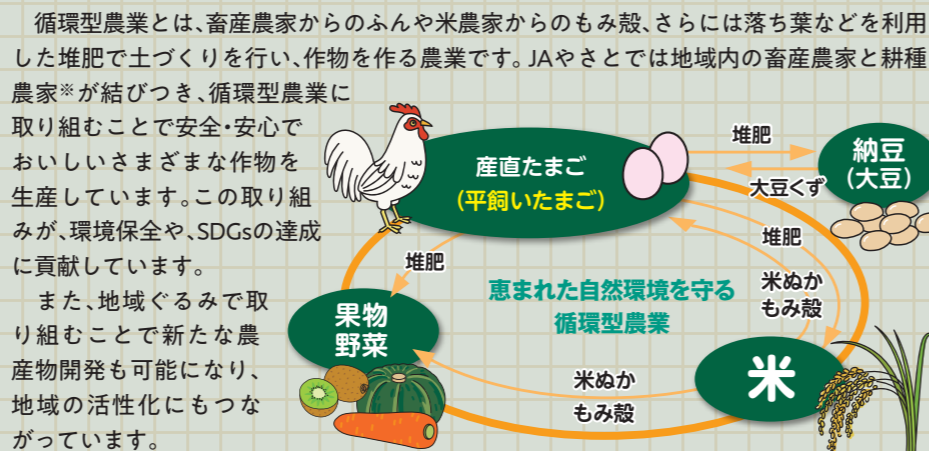 循環型農業とは、畜産農家からのふんや米農家からのもみ殻、さらには落ち葉などを利用
した堆肥で土づくりを行い、作物を作る農業です。JAやさとでは地域内の畜産農家と耕種
農家※が結びつき、循環型農業に
取り組むことで安全・安心で
おいしいさまざまな作物を
生産しています。この取り組
みが、環境保全や、SDGsの達成
に貢献しています。
また、地域ぐるみで取
り組むことで新たな農
産物開発も可能になり、
地域の活性化にもつな
がっています。
産直たまご
(平飼いたまご)
堆肥
大豆くず
納豆
(大豆)
堆肥
米ぬか
もみ殻
堆肥
恵まれた自然環境を守る
循環型農業
果物
野菜
米ぬか
もみ殻
米